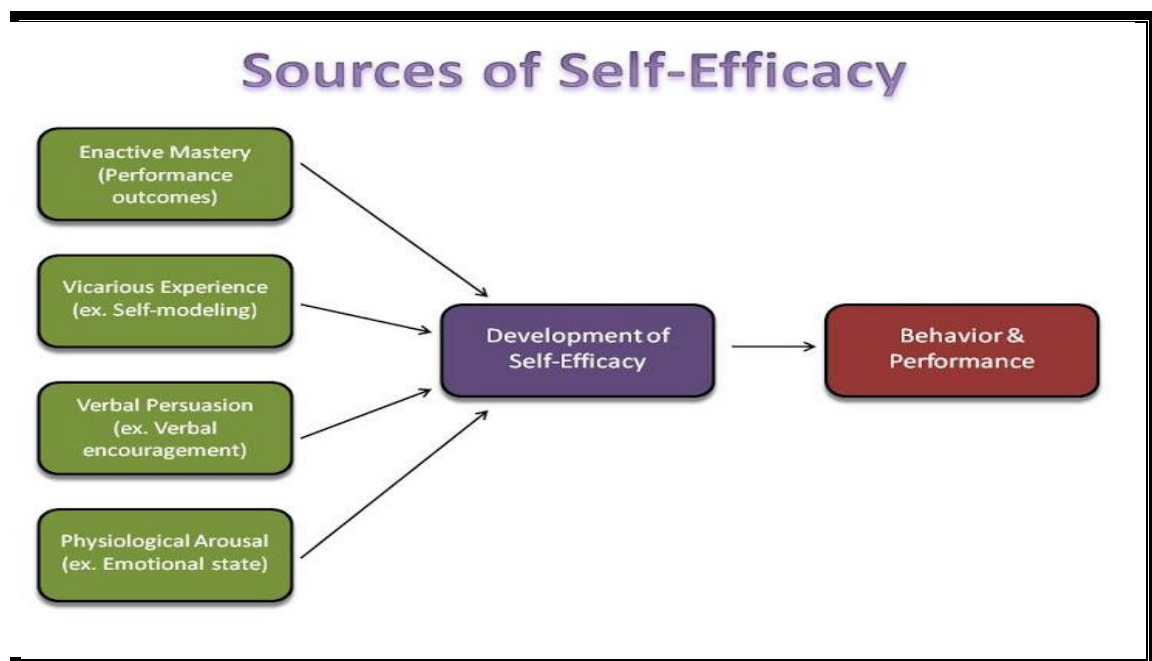 Sources of Self-Efficacy
Enactive Mastery
(Performance
outcomes)
Vicarious Experience
(ex. Self-modeling)
Verbal Persuasion
(ex. Verbal
encouragement)
Physiological Arousal
(ex. Emotional state)
Development of
Self-Efficacy
Behavior &
Performance